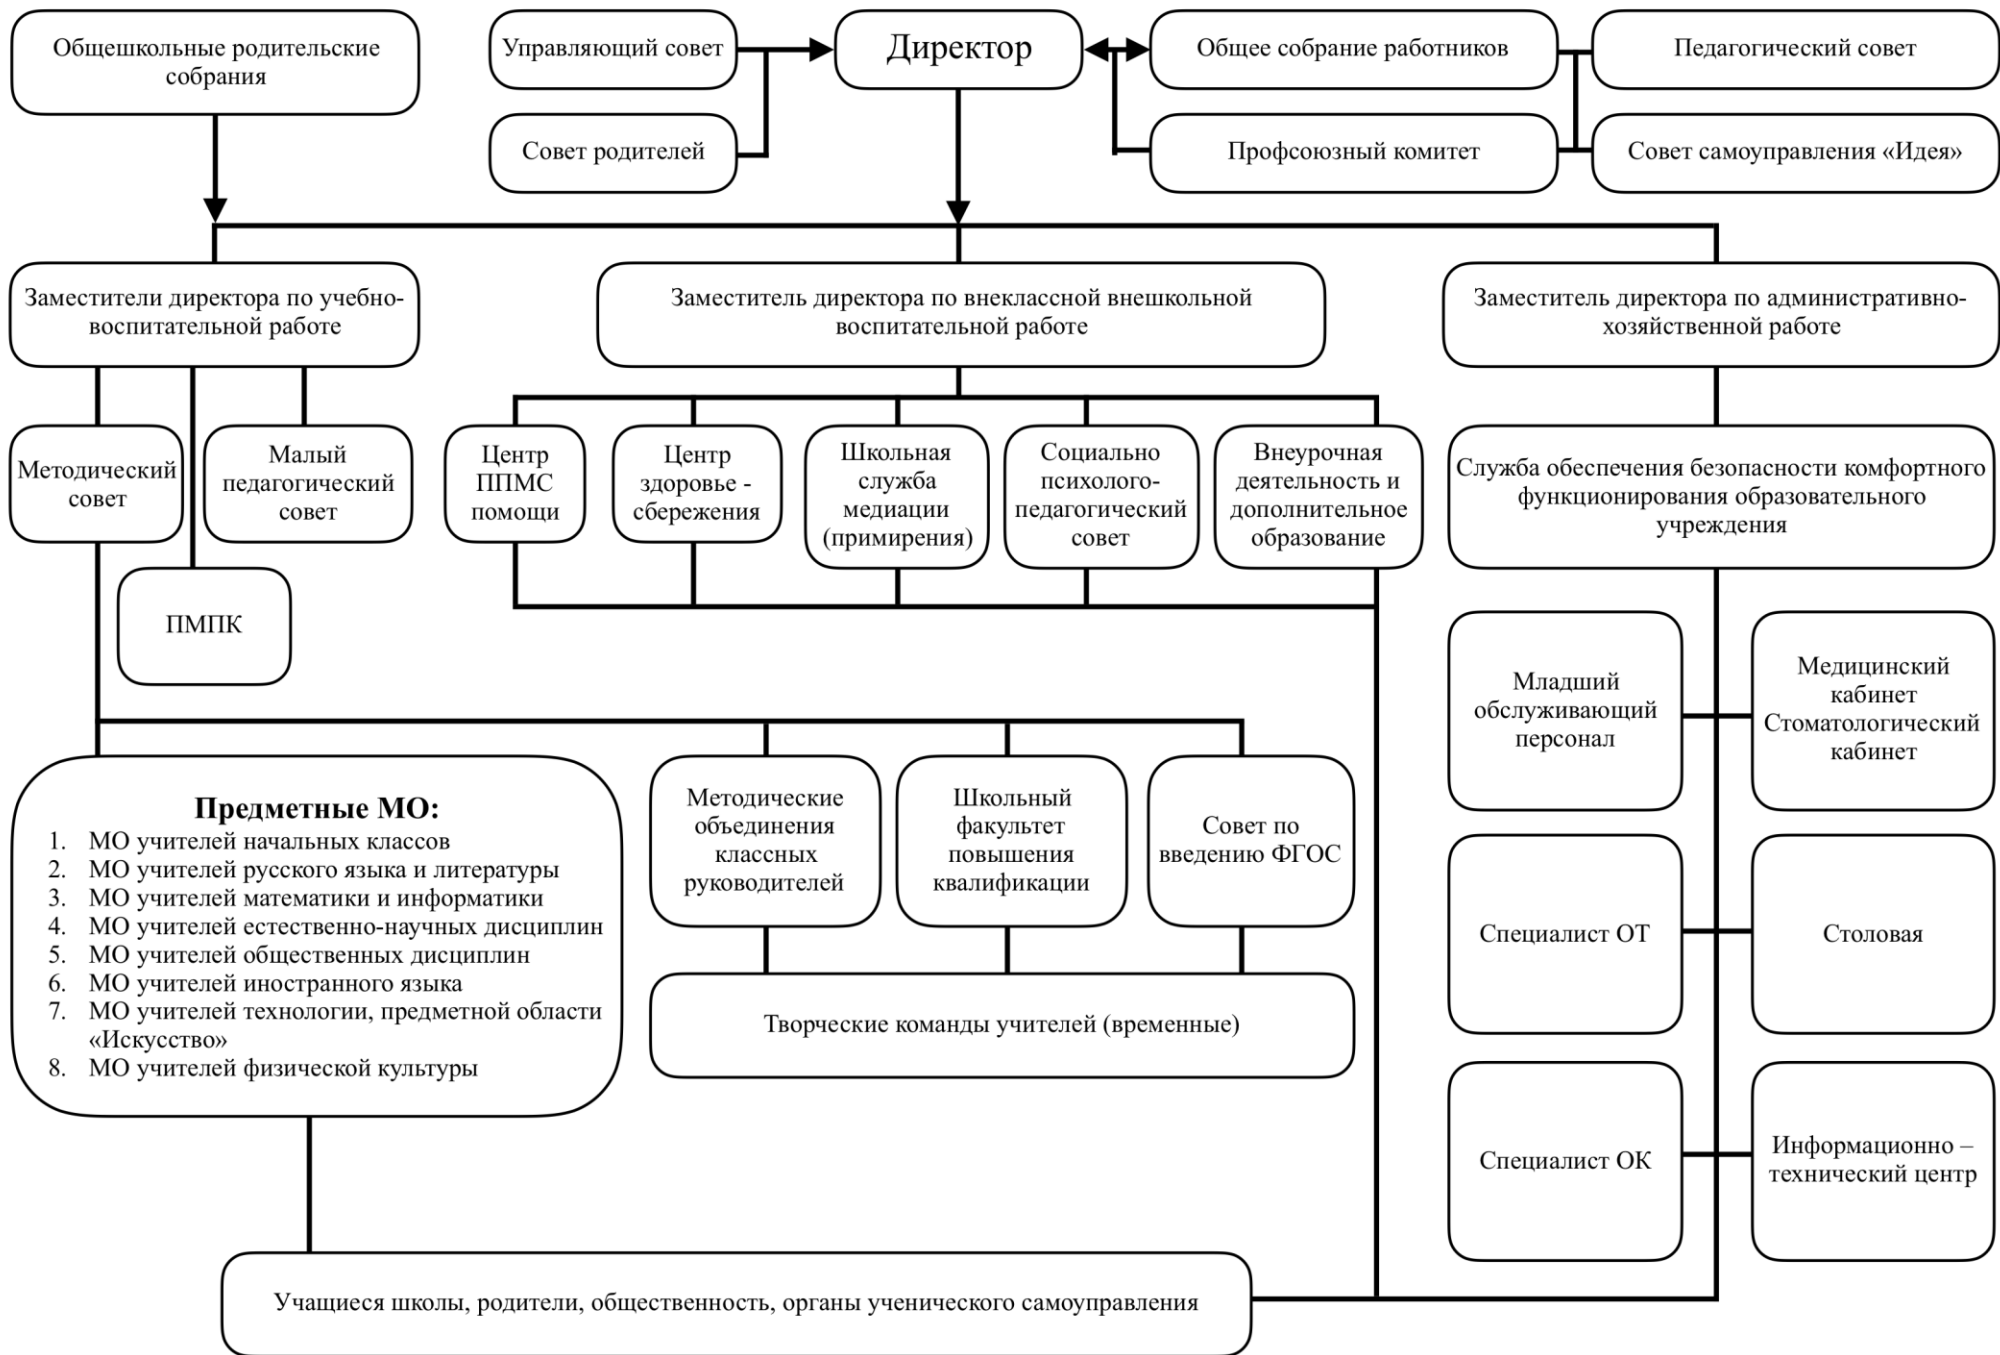 Общешкольные родительские
собрания
Управляющий совет
Директор
Общее собрание работников
Педагогический совет
Совет родителей
Профсоюзный комитет
Совет самоуправления «Идея»
Заместители директора по учебно-
воспитательной работе
Заместитель директора по внеклассной внешкольной
воспитательной работе
Заместитель директора по административно-
хозяйственной работе
Методический
совет
Малый
педагогический
совет
Центр
ППМС
помощи
Центр
здоровье -
сбережения
Школьная
служба
медиации
(примирения)
Социально
психолого-
педагогический
совет
Внеурочная
деятельность и
дополнительное
образование
Служба обеспечения безопасности комфортного
функционирования образовательного
учреждения
ПМПК
Младший
обслуживающий
персонал
Медицинский
кабинет
Стоматологический
кабинет
Предметные МО:
1. МО учителей начальных классов
2. МО учителей русского языка и литературы
3. МО учителей математики и информатики
4. МО учителей естественно-научных дисциплин
5. МО учителей общественных дисциплин
6. МО учителей иностранного языка
7. МО учителей технологии, предметной области
«Искусство»
8. МО учителей физической культуры
Методические
объединения
классных
руководителей
Школьный
факультет
повышения
квалификации
Совет по
введению ФГОС
Специалист ОТ
Столовая
Творческие команды учителей (временные)
Специалист ОК
Информационно –
технический центр
Учащиеся школы, родители, общественность, органы ученического самоуправления